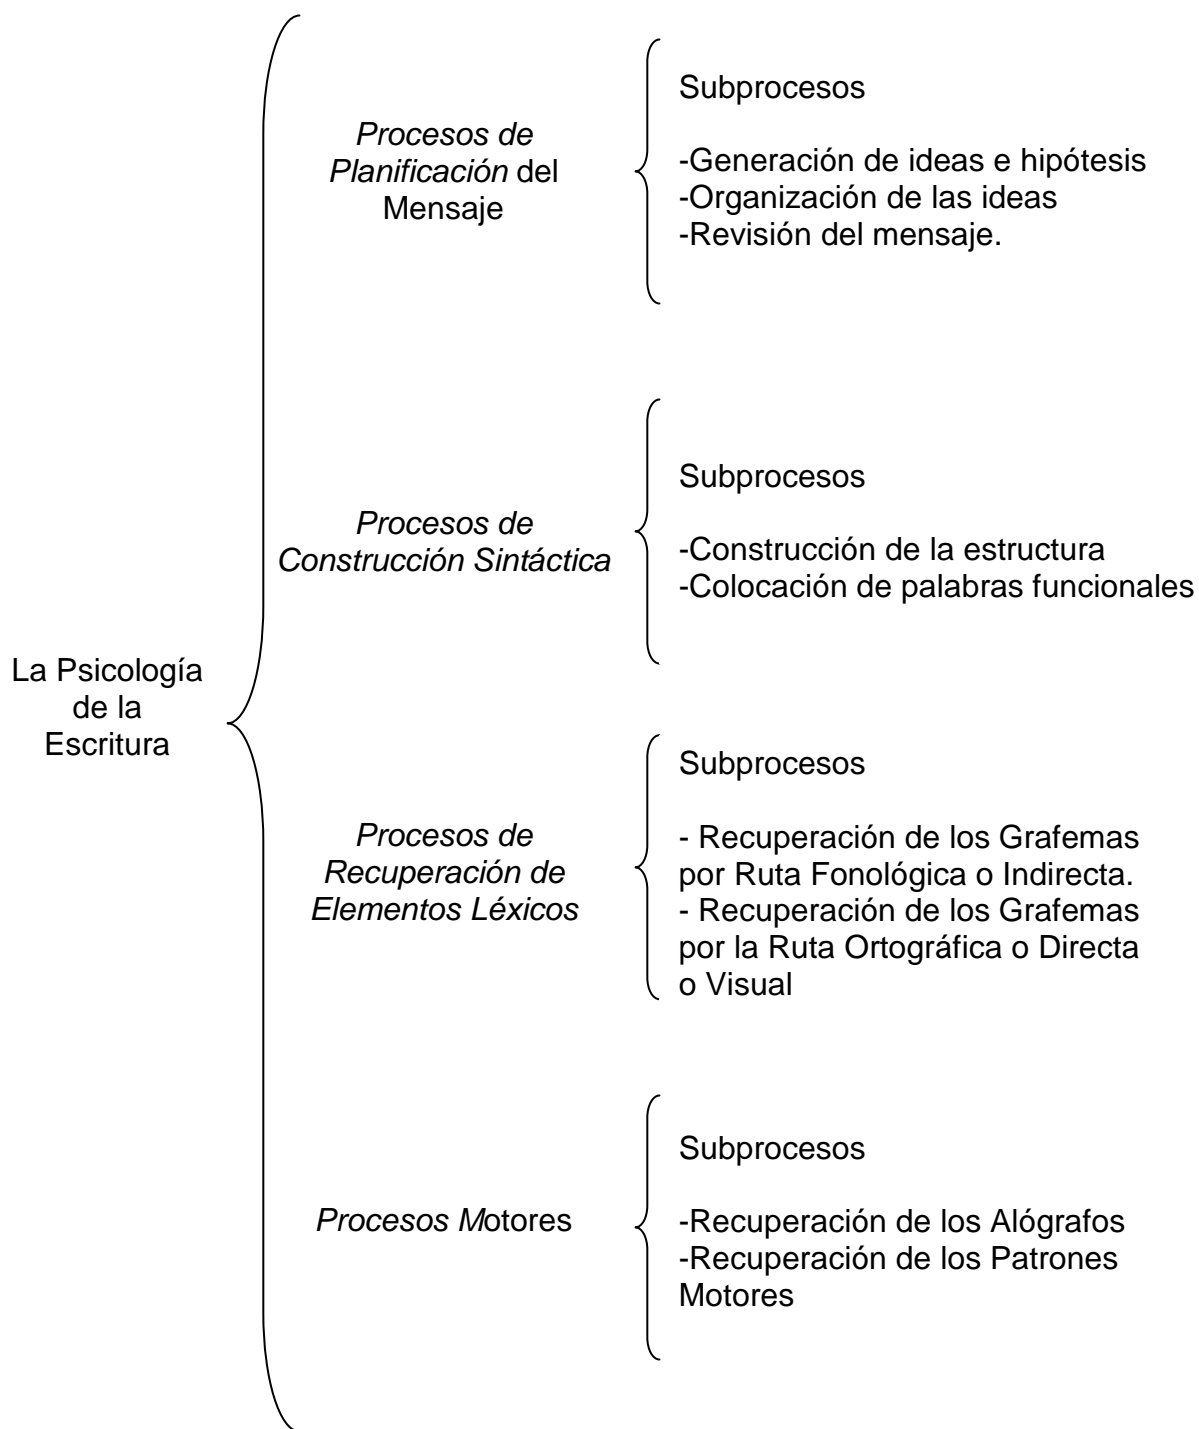 La Psicología
de la
Escritura
Procesos de
Planificación del
Mensaje
Subprocesos
-Generación de ideas e hipótesis
-Organización de las ideas
-Revisión del mensaje.
Procesos de
Construcción Sintáctica
Subprocesos
-Construcción de la estructura
-Colocación de palabras funcionales
Procesos de
Recuperación de
Elementos Léxicos
Subprocesos
- Recuperación de los Grafemas
por Ruta Fonológica o Indirecta.
- Recuperación de los Grafemas
por la Ruta Ortográfica o Directa
o Visual
Procesos Motores
Subprocesos
-Recuperación de los Alógrafos
-Recuperación de los Patrones
Motores